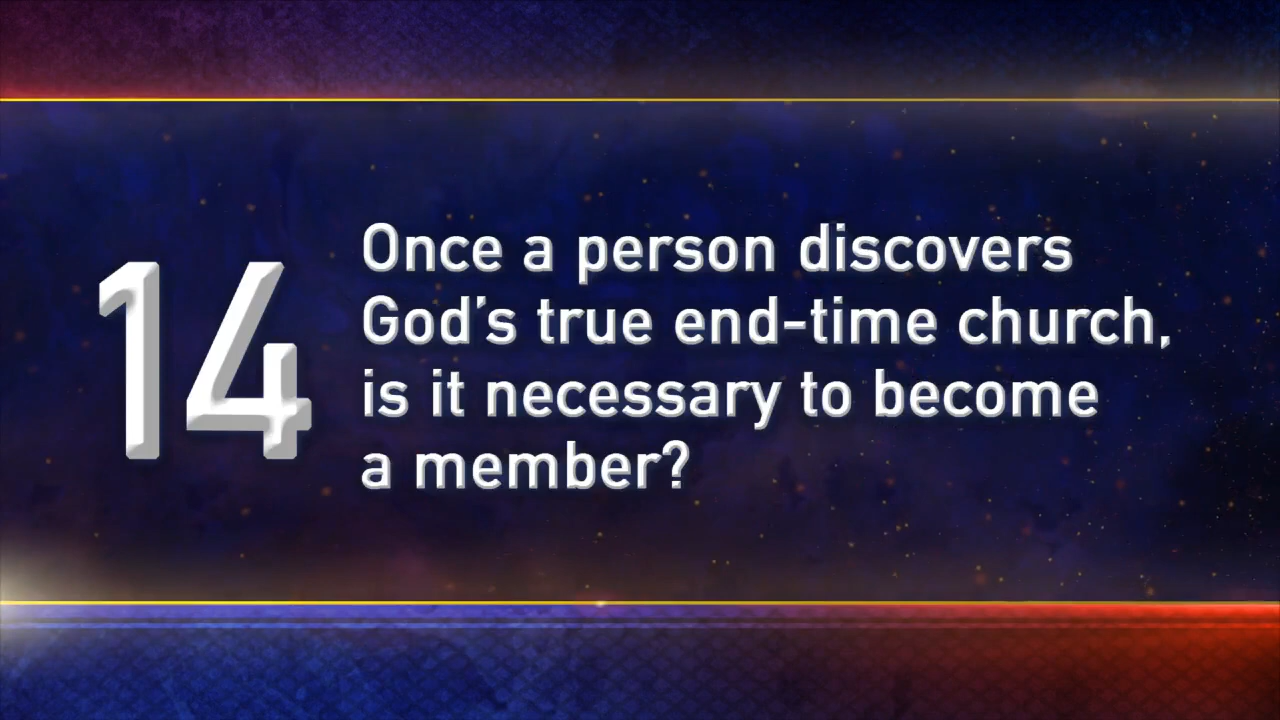 14
Once a person discovers
God’s true end-time church,
is it necessary to become
a member?